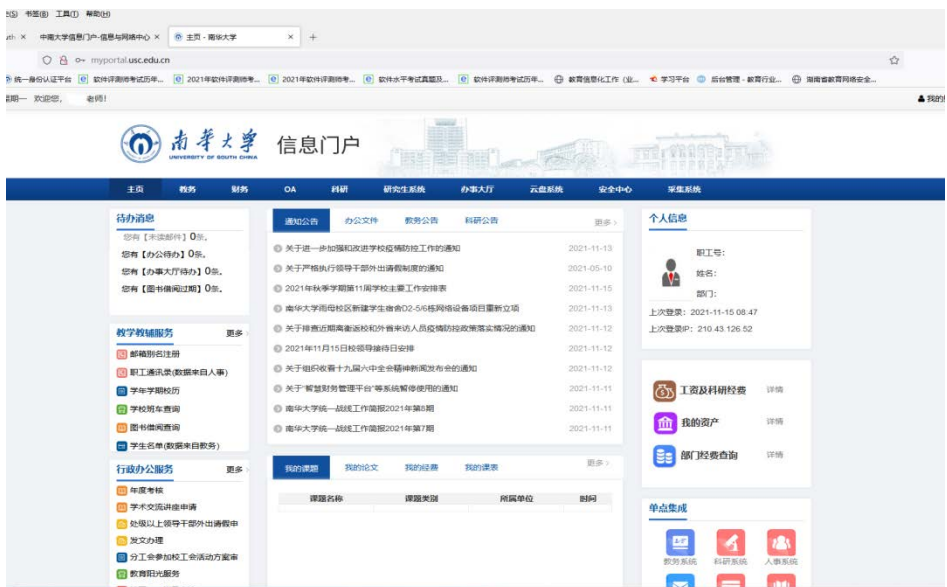 书签(B) 工具(T) 帮助(H)
中南大学信息门户-信息与网络中心 ×
主页 - 南华大学 × +
myportal.usc.edu.cn
统一身份认证平台 软件评测师考试历年... 2021年软件评测师考... 2021年软件评测师考... 软件水平考试真题及... 软件评测师考试历年... 教育信息化工作 (业... 学习平台 后台管理 - 教育行业... 湖南省教育网络安全...
欢迎您, 老师!
南华大学 信息门户
UNIVERSITY OF SOUTH CHINA
主页 教务 财务 OA 科研 研究生系统 办事大厅 云盘系统 安全中心 采集系统
待办消息
您有【未读邮件】0条。
您有【办公待办】0条。
您有【办事大厅待办】0条。
您有【图书借阅过期】0条。
教学教辅服务 更多
邮箱别名注册
职工通讯录(数据来自人事)
学年学期校历
学校班车查询
图书借阅查询
学生名单(数据来自教务)
行政办公服务 更多
年度考核
学术交流讲座申请
处级以上领导干部外出请假申
发文办理
分工会参加校工会活动方案审
教育阳光服务
通知公告 办公文件 教务公告 科研公告 更多
关于进一步加强和改进学校疫情防控工作的通知 2021-11-13
关于严格执行领导干部外出请假制度的通知 2021-05-10
2021年秋季学期第11周学校主要工作安排表 2021-11-15
南华大学雨母校区新建学生宿舍D2-5/6栋网络设备项目重新立项 2021-11-13
关于排查近期离衡返校和外省来访人员疫情防控政策落实情况的通知 2021-11-12
2021年11月15日校领导接待日安排 2021-11-12
关于组织收看十九届六中全会精神新闻发布会的通知 2021-11-12
关于“智慧财务管理平台”等系统暂停使用的通知 2021-11-11
南华大学统一战线工作简报2021年第8期 2021-11-11
南华大学统一战线工作简报2021年第7期 2021-11-11
我的课题 我的论文 我的经费 我的课表 更多
课题名称 课题类别 所属单位 时间
个人信息
职工号:
姓名:
部门:
上次登录: 2021-11-15 08:47
上次登录IP: 210.43.126.52
工资及科研经费 详情
我的资产 详情
部门经费查询 详情
单点集成
教务系统 科研系统 人事系统